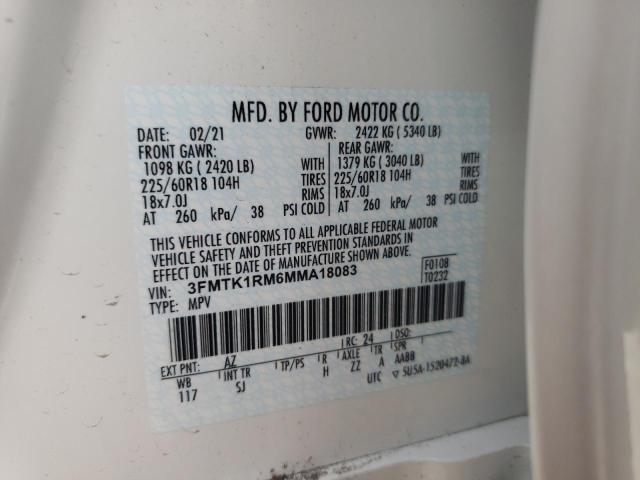 MFD. BY FORD MOTOR CO.
DATE: 02/21 GVWR: 2422 KG ( 5340 LB)
FRONT GAWR: REAR GAWR:
1098 KG ( 2420 LB) WITH 1379 KG ( 3040 LB) WITH
225/60R18 104H TIRES 225/60R18 104H TIRES
18x7.0J RIMS 18x7.0J RIMS
AT 260 kPa/ 38 PSI COLD AT 260 kPa/ 38 PSI COLD
THIS VEHICLE CONFORMS TO ALL APPLICABLE FEDERAL MOTOR
VEHICLE SAFETY AND THEFT PREVENTION STANDARDS IN
EFFECT ON THE DATE OF MANUFACTURE SHOWN ABOVE.
VIN: 3FMTK1RM6MMA18083 F0108
TYPE: MPV T0232
EXT PNT: AZ RC: 24 DSO:
WB INT TR TP/PS R AXLE TR SPR
117 SJ H ZZ A AABB
UTC ▽ 5U5A-1520472-BA